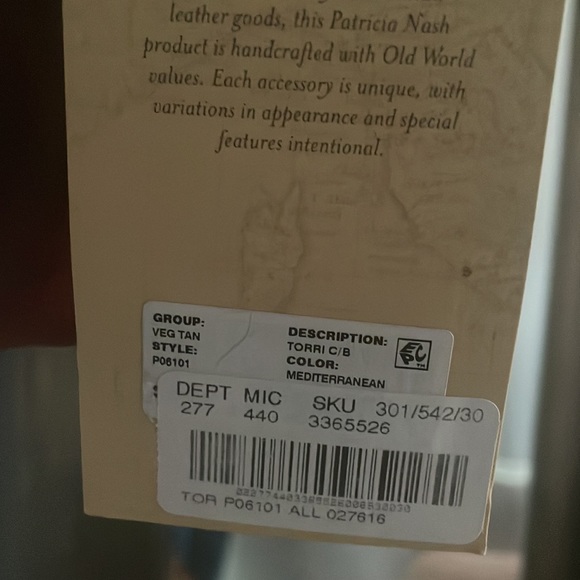 leather goods, this Patricia Nash
product is handcrafted with Old World
values. Each accessory is unique, with
variations in appearance and special
features intentional.
GROUP:
VEG TAN
STYLE:
P06101
DESCRIPTION:
TORRI C/B
COLOR:
MEDITERRANEAN
EPC
TM
DEPT MIC SKU 301/542/30
277 440 3365526
TOR P06101 ALL 027616